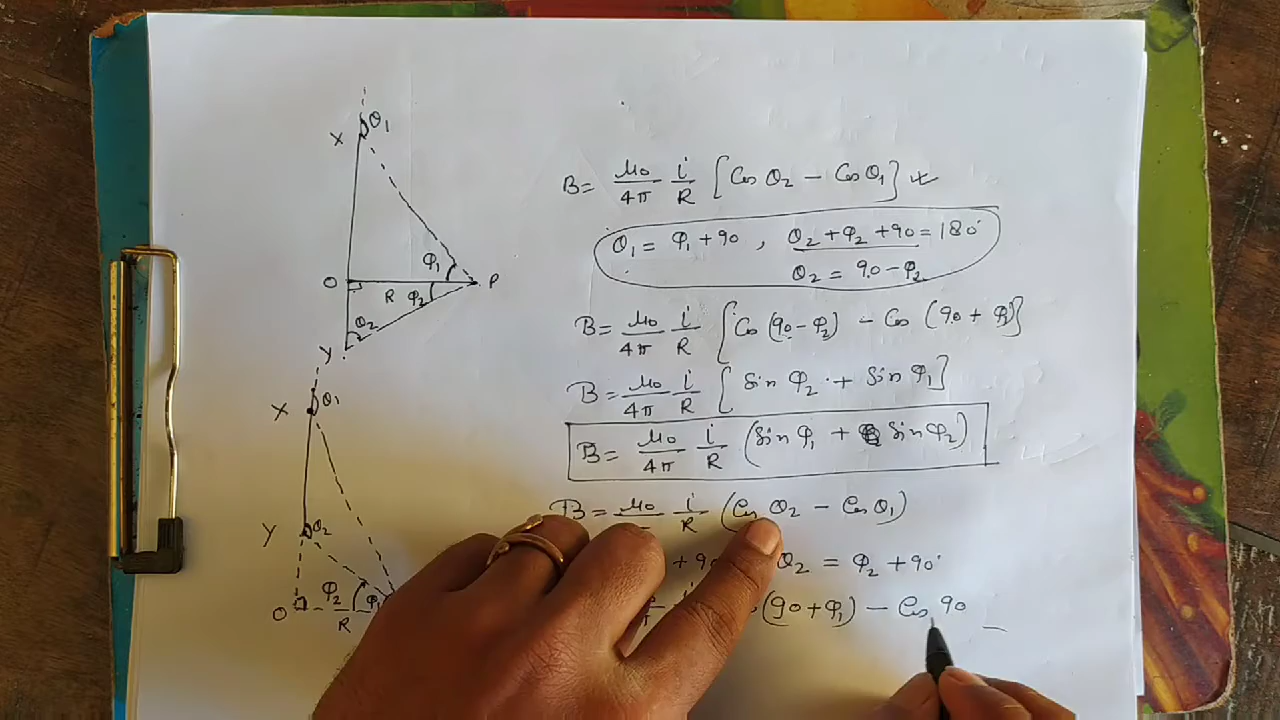 X θ₁
O R φ₁ φ₂ P
θ₂
Y
X θ₁
Y θ₂
O φ₂ φ₁
R
B = μ₀/4π i/R [Cos θ₂ − Cos θ₁]
θ₁ = φ₁ + 90 , θ₂ + φ₂ + 90 = 180°
θ₂ = 90 − φ₂
B = μ₀/4π i/R [Cos (90 − φ₂) − Cos (90 + φ₁)]
B = μ₀/4π i/R [Sin φ₂ + Sin φ₁]
B = μ₀/4π i/R (Sin φ₁ + Sin φ₂)
B = μ₀ i/R (Cos θ₂ − Cos θ₁)
+ 90 θ₂ = φ₂ + 90°
(90 + φ₁) − Cos 90